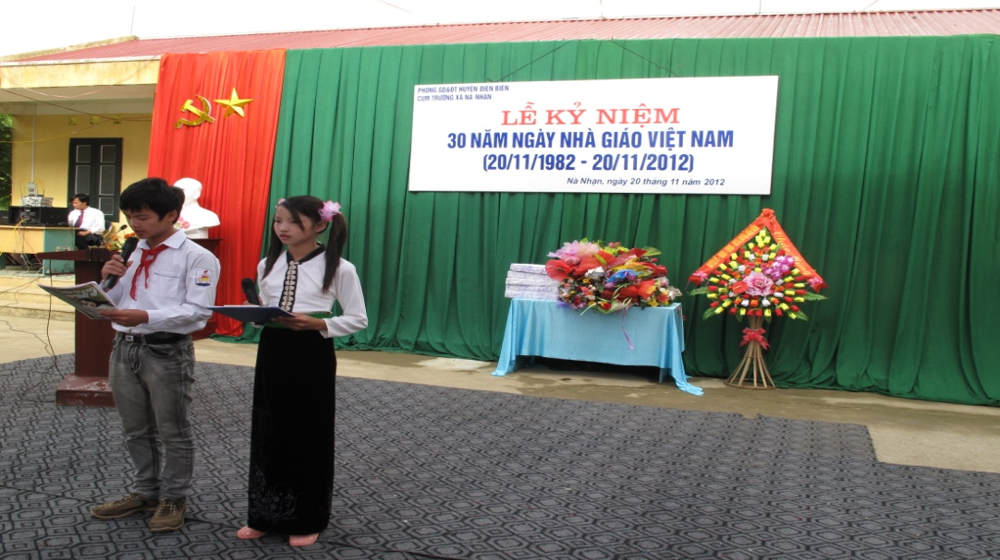 PHÒNG GD&ĐT HUYỆN ĐIỆN BIÊN
CỤM TRƯỜNG XÃ NÀ NHẠN
LỄ KỶ NIỆM
30 NĂM NGÀY NHÀ GIÁO VIỆT NAM
(20/11/1982 - 20/11/2012)
Nà Nhạn, ngày 20 tháng 11 năm 2012